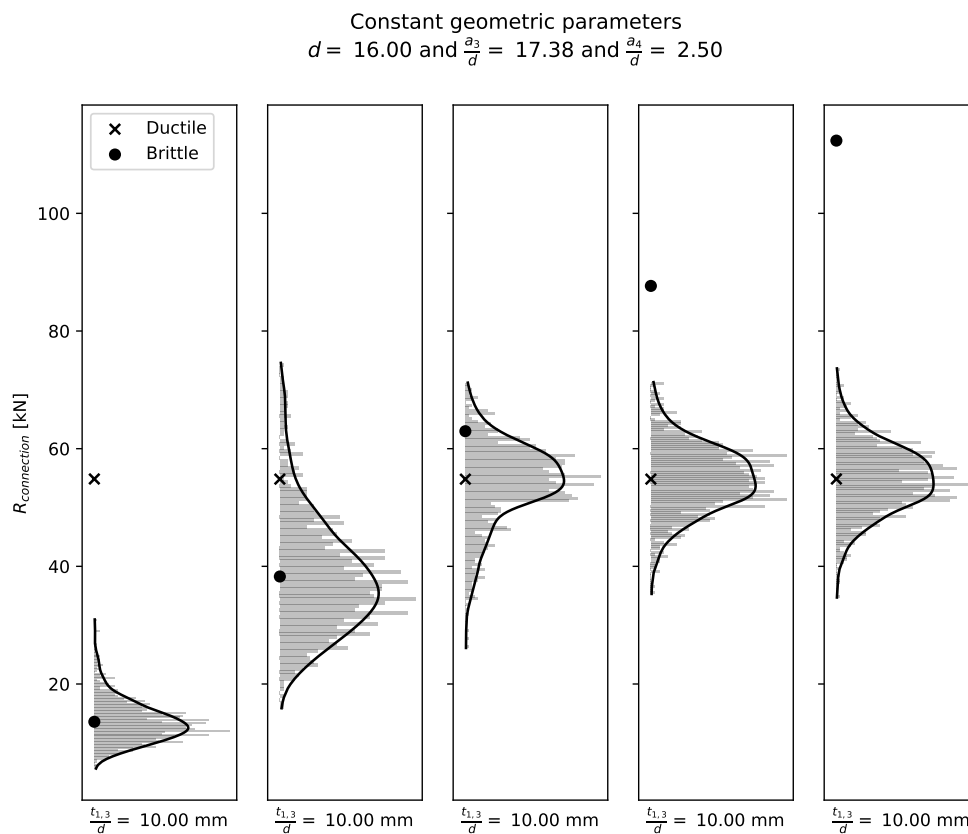 Constant geometric parameters
d = 16.00 and a₃/d = 17.38 and a₄/d = 2.50
Ductile
Brittle
100
80
60
40
20
R_connection [kN]
t₁,₃/d = 10.00 mm
t₁,₃/d = 10.00 mm
t₁,₃/d = 10.00 mm
t₁,₃/d = 10.00 mm
t₁,₃/d = 10.00 mm